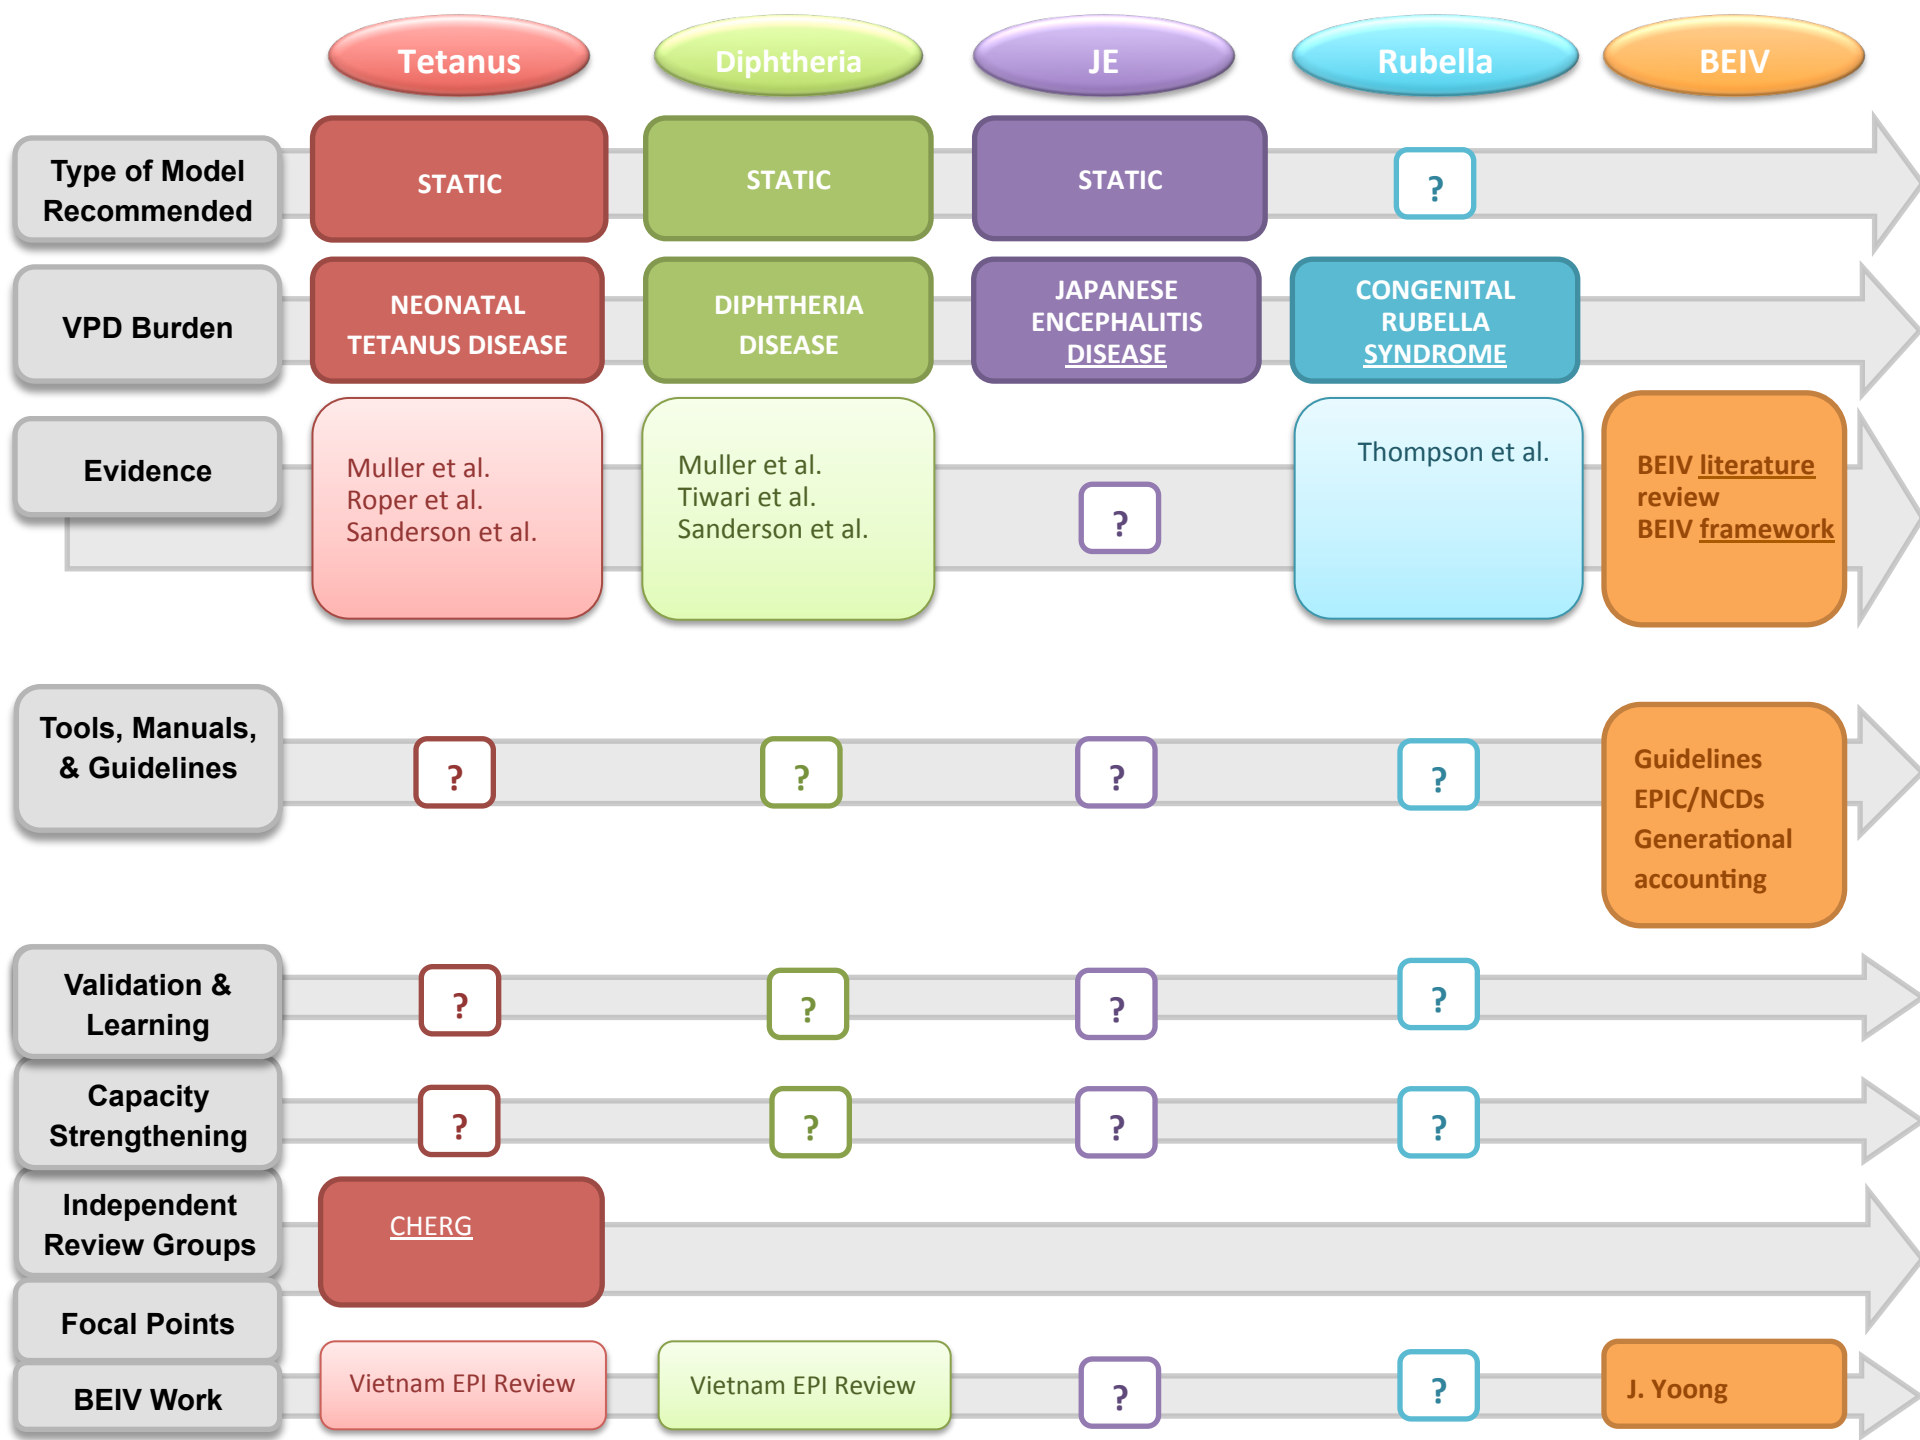 Tetanus
Diphtheria
JE
Rubella
BEIV
Type of Model
Recommended
STATIC
STATIC
STATIC
?
VPD Burden
NEONATAL
TETANUS DISEASE
DIPHTHERIA
DISEASE
JAPANESE
ENCEPHALITIS
DISEASE
CONGENITAL
RUBELLA
SYNDROME
Evidence
Muller et al.
Roper et al.
Sanderson et al.
Muller et al.
Tiwari et al.
Sanderson et al.
?
Thompson et al.
BEIV literature
review
BEIV framework
Tools, Manuals,
& Guidelines
?
?
?
?
Guidelines
EPIC/NCDs
Generational
accounting
Validation &
Learning
?
?
?
?
Capacity
Strengthening
?
?
?
?
Independent
Review Groups
CHERG
Focal Points
BEIV Work
Vietnam EPI Review
Vietnam EPI Review
?
?
J. Yoong